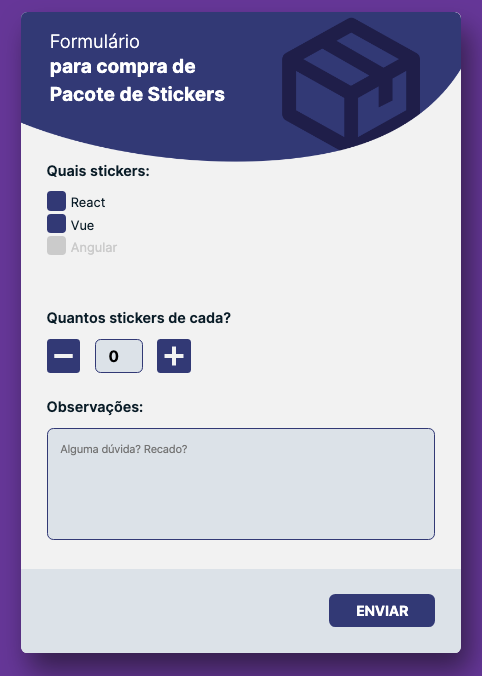 Formulário
para compra de
Pacote de Stickers
Quais stickers:
React
Vue
Angular
Quantos stickers de cada?
0
Observações:
Alguma dúvida? Recado?
ENVIAR